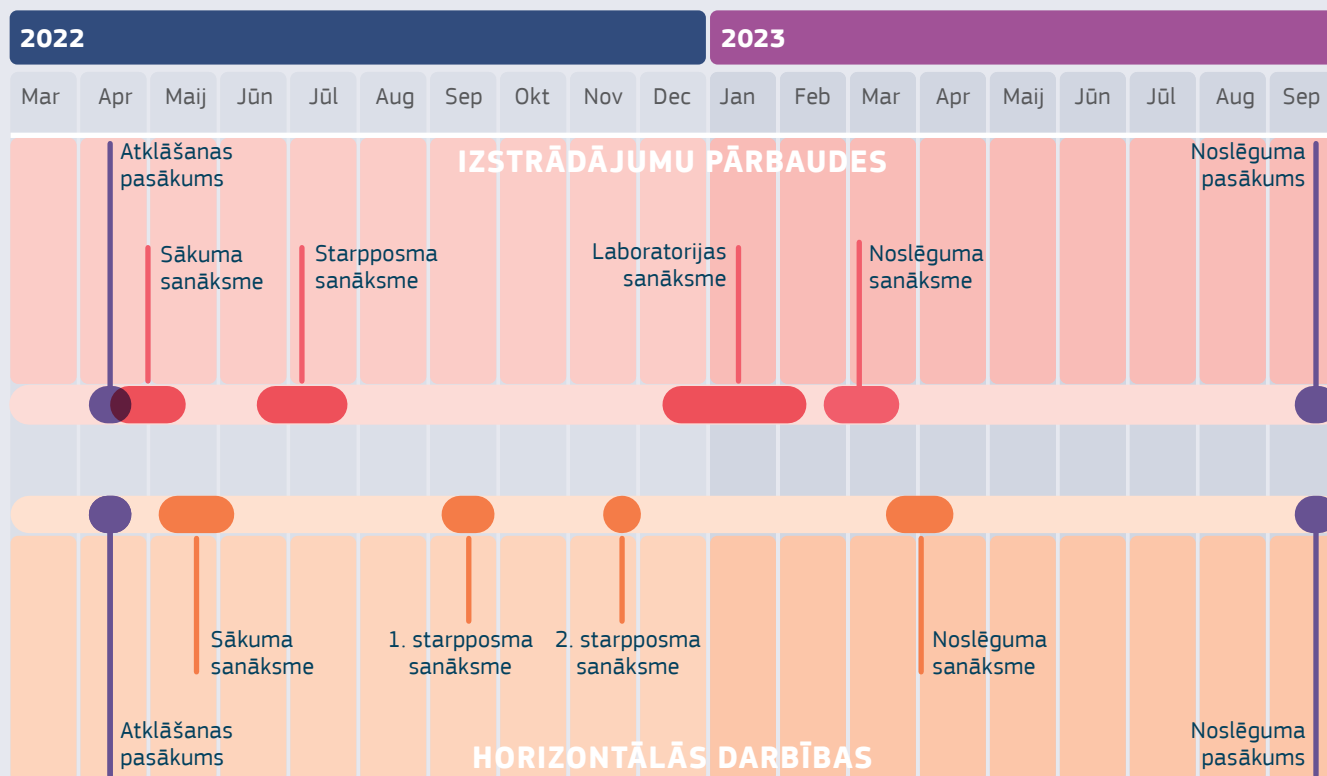 2022
2023
Mar Apr Maij Jūn Jūl Aug Sep Okt Nov Dec Jan Feb Mar Apr Maij Jūn Jūl Aug Sep
IZSTRĀDĀJUMU PĀRBAUDES
Atklāšanas
pasākums
Noslēguma
pasākums
Sākuma
sanāksme
Starpposma
sanāksme
Laboratorijas
sanāksme
Noslēguma
sanāksme
Sākuma
sanāksme
1. starpposma
sanāksme
2. starpposma
sanāksme
Noslēguma
sanāksme
Atklāšanas
pasākums
Noslēguma
pasākums
HORIZONTĀLĀS DARBĪBAS